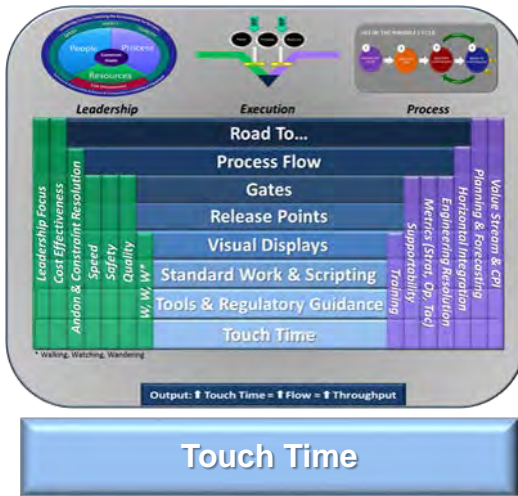 People
Process
Resources
Leadership
Execution
Process
Road To…
Process Flow
Gates
Release Points
Visual Displays
Standard Work & Scripting
Tools & Regulatory Guidance
Touch Time
Leadership Focus
Cost Effectiveness
Andon & Constraint Resolution
Speed
Safety
Quality
W, W, W*
Training
Supportability
Metrics (Strat, Op, Tac)
Engineering Resolution
Horizontal Integration
Planning & Forecasting
Value Stream & CPI
* Walking, Watching, Wandering
Output: ⬆ Touch Time = ⬆ Flow = ⬆ Throughput
Touch Time